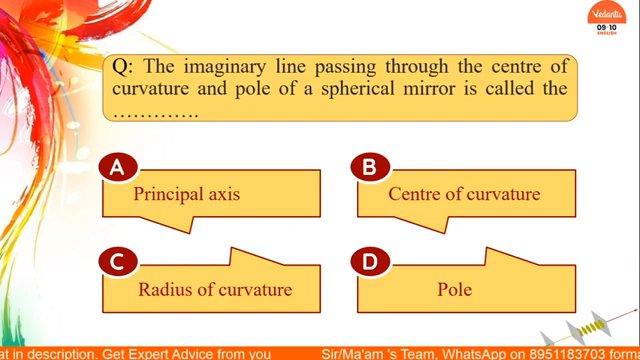 Vedantu
09-10
ENGLISH
Q: The imaginary line passing through the centre of
curvature and pole of a spherical mirror is called the
………….
A
Principal axis
B
Centre of curvature
C
Radius of curvature
D
Pole
at in description. Get Expert Advice from you Sir/Ma'am 's Team, WhatsApp on 8951183703 form